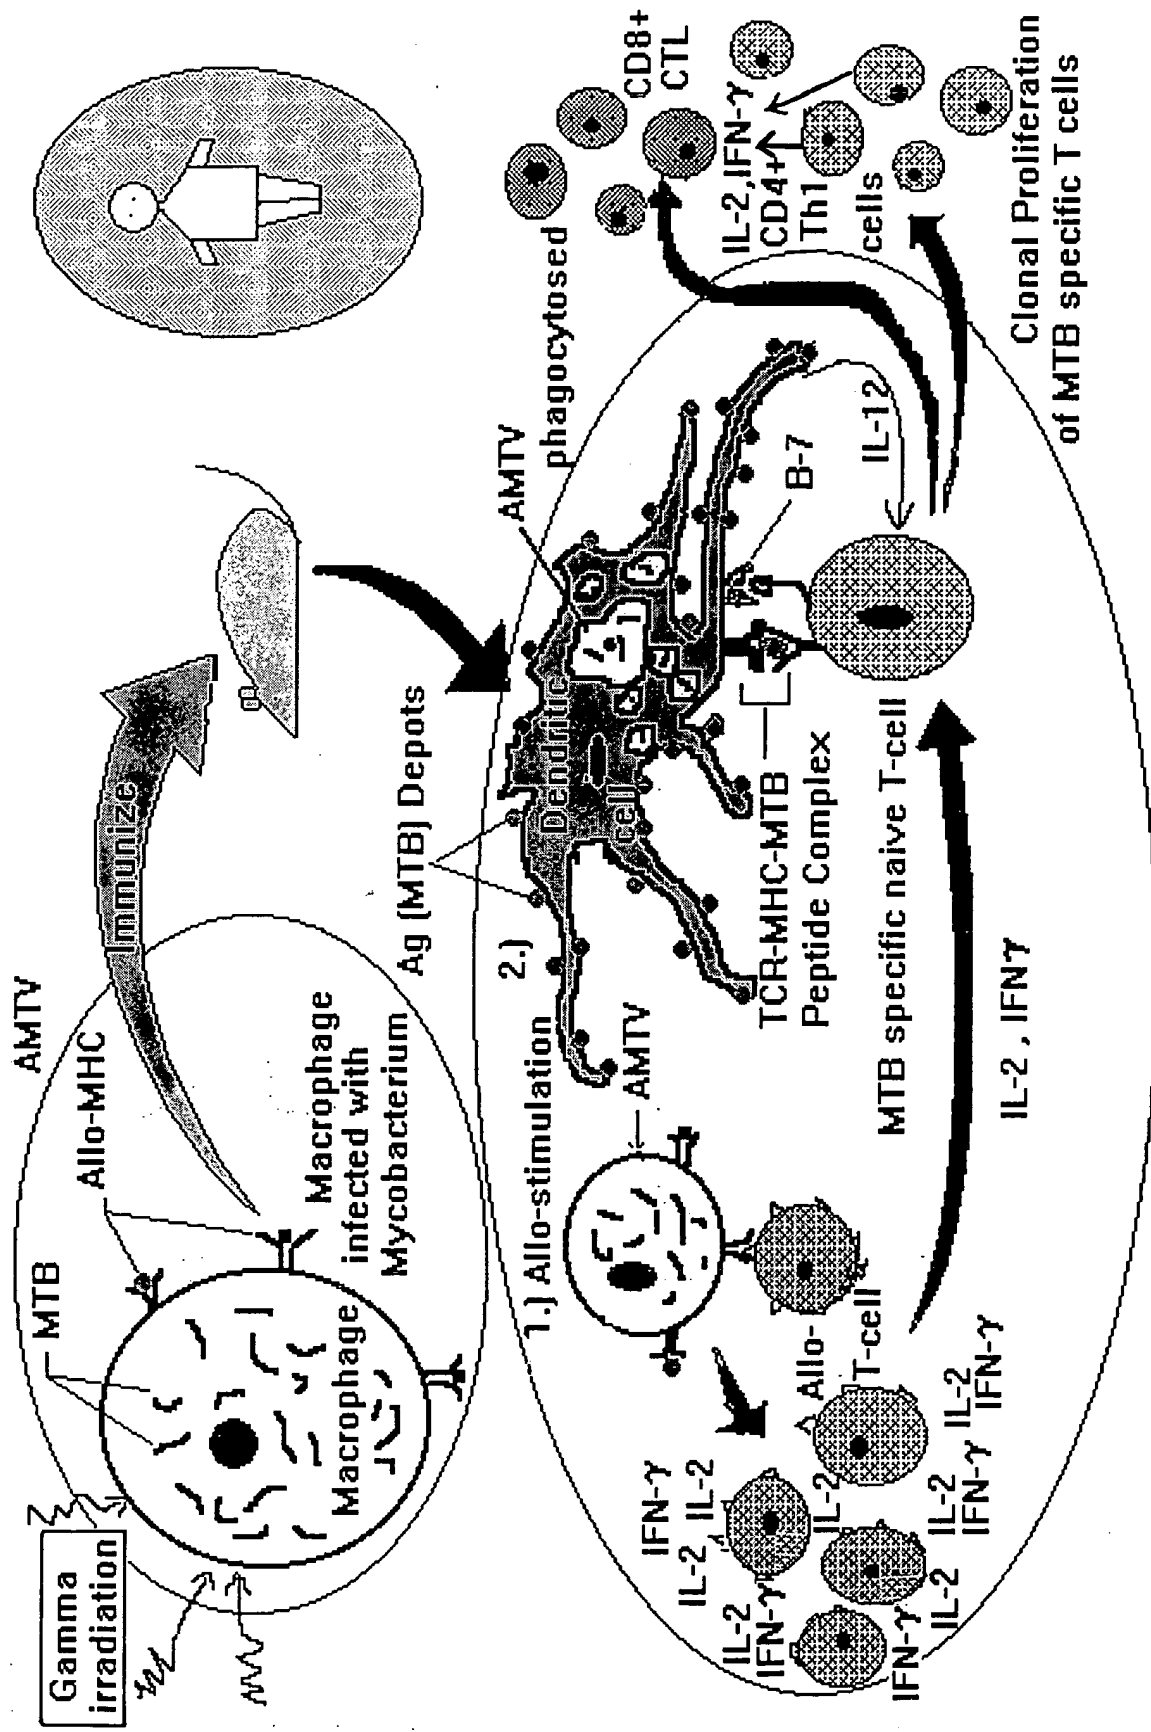 Gamma
irradiation
MTB
Allo-MHC
AMTV
Macrophage
Macrophage
infected with
Mycobacterium
Immunize
1.) Allo-stimulation
AMTV
Allo-
T-cell
IFN-γ
IL-2
IL-2
IL-2
IFN-γ
IL-2
IL-2
IFN-γ
IL-2
IFN-γ
IFN-γ
IL-2
IL-2, IFNγ
2.)
Ag (MTB) Depots
Dendritic
cell
AMTV
phagocytosed
TCR-MHC-MTB
Peptide Complex
B-7
IL-12
MTB specific naive T-cell
CD8+
CTL
IL-2, IFN-γ
CD4+
Th1
cells
Clonal Proliferation
of MTB specific T cells